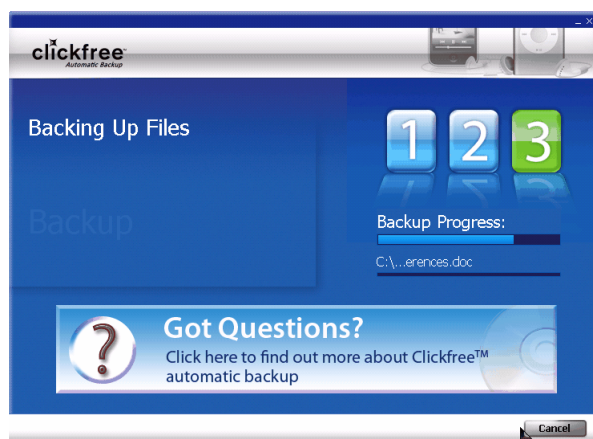 clickfree
Automatic Backup
Backing Up Files
Backup
1 2 3
Backup Progress:
C:\...erences.doc
?
Got Questions?
Click here to find out more about Clickfree™
automatic backup
Cancel